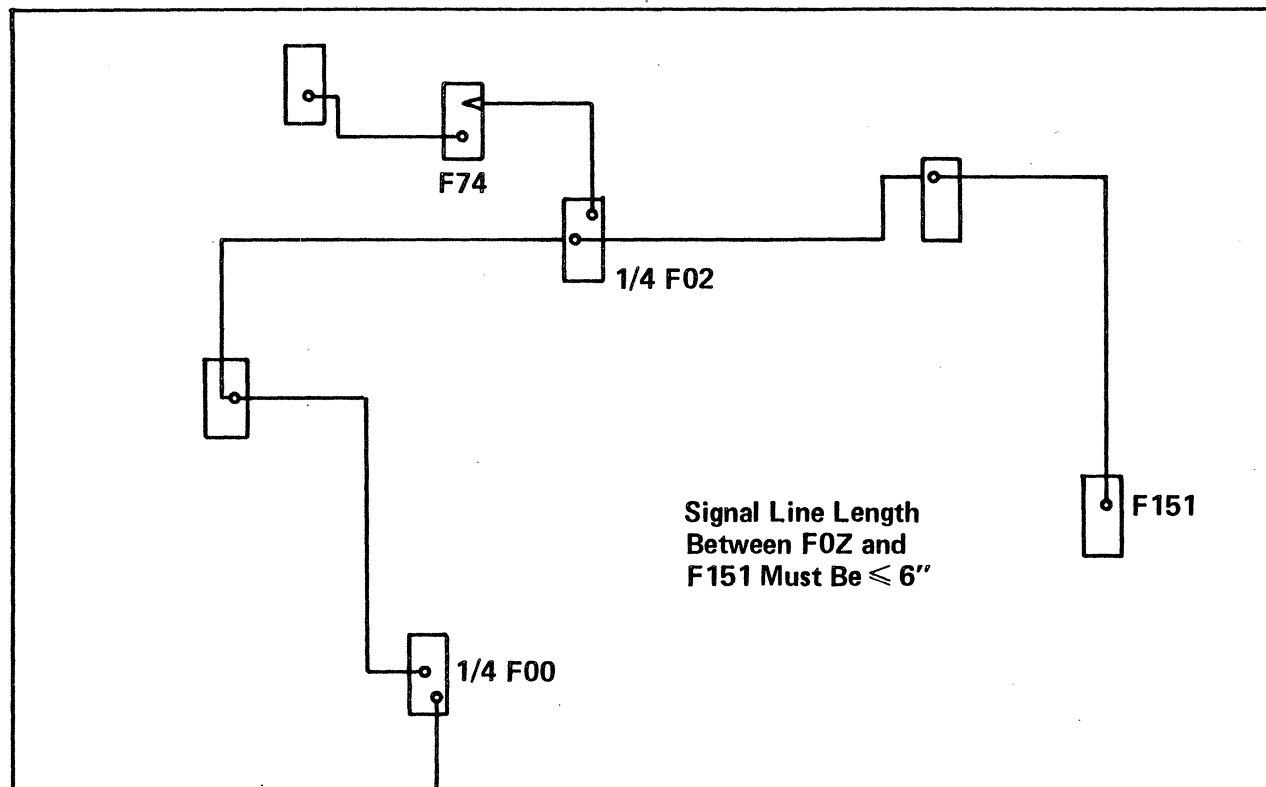 F74
1/4 F02
Signal Line Length
Between F0Z and
F151 Must Be ⩽ 6″
F151
1/4 F00